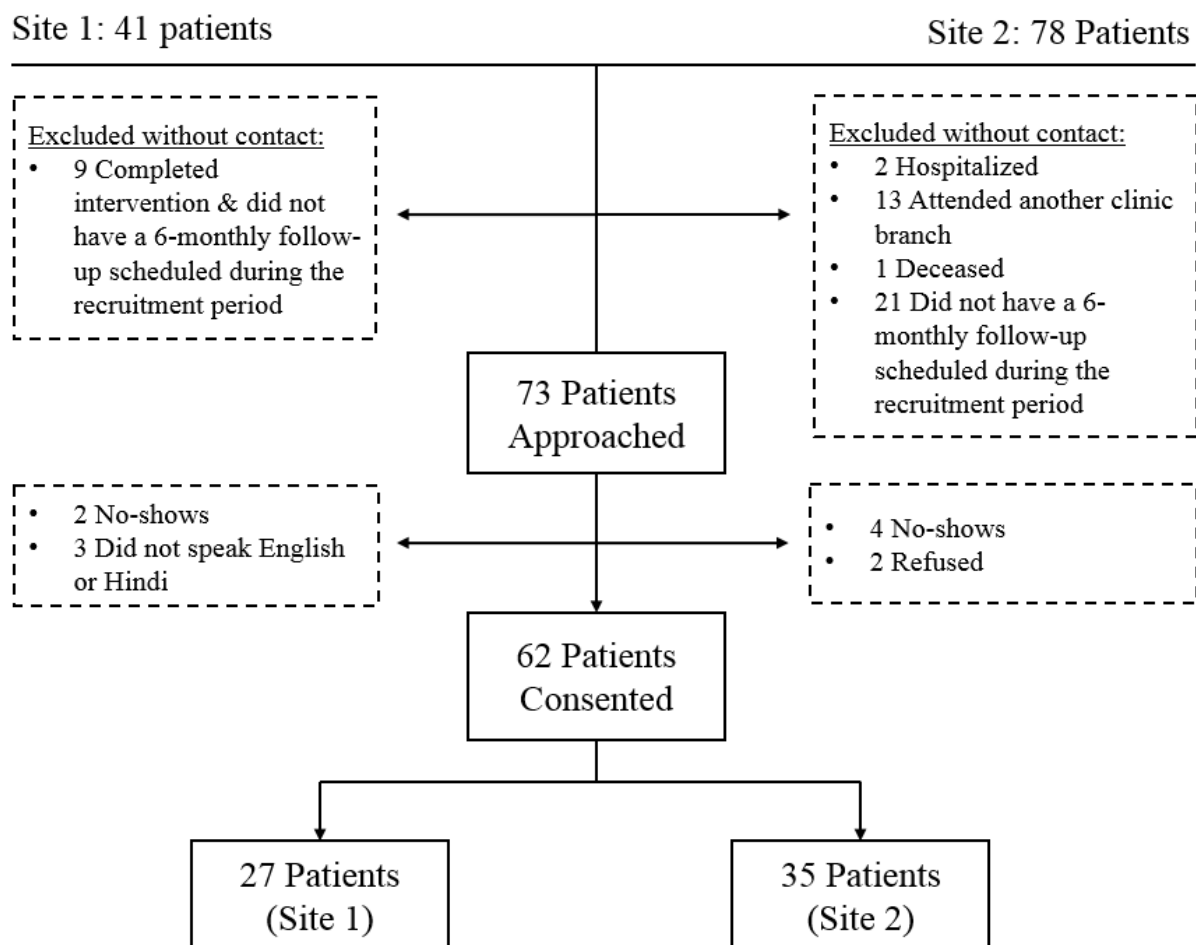 Site 1: 41 patients
Site 2: 78 Patients
Excluded without contact:
• 9 Completed
intervention & did not
have a 6-monthly follow-
up scheduled during the
recruitment period
Excluded without contact:
• 2 Hospitalized
• 13 Attended another clinic
branch
• 1 Deceased
• 21 Did not have a 6-
monthly follow-up
scheduled during the
recruitment period
73 Patients
Approached
• 2 No-shows
• 3 Did not speak English
or Hindi
• 4 No-shows
• 2 Refused
62 Patients
Consented
27 Patients
(Site 1)
35 Patients
(Site 2)